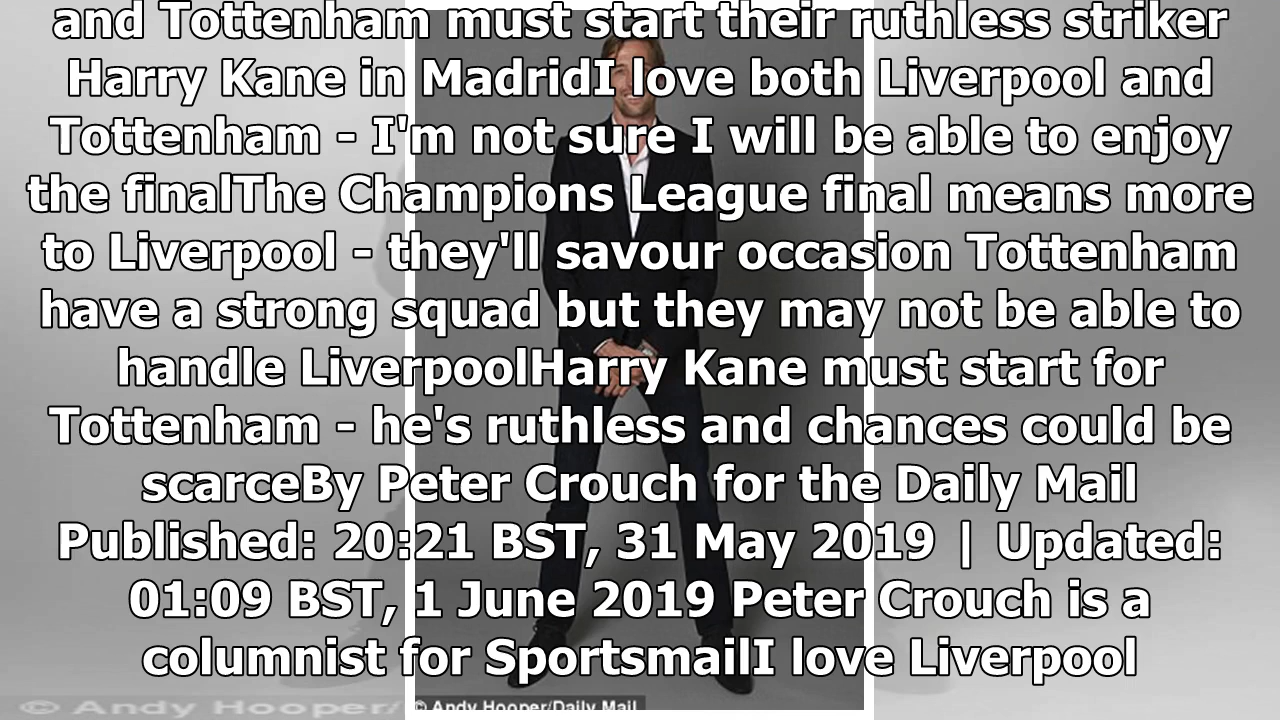 and Tottenham must start their ruthless striker
Harry Kane in MadridI love both Liverpool and
Tottenham - I'm not sure I will be able to enjoy
the finalThe Champions League final means more
to Liverpool - they'll savour occasion Tottenham
have a strong squad but they may not be able to
handle LiverpoolHarry Kane must start for
Tottenham - he's ruthless and chances could be
scarceBy Peter Crouch for the Daily Mail
Published: 20:21 BST, 31 May 2019 | Updated:
01:09 BST, 1 June 2019 Peter Crouch is a
columnist for SportsmailI love Liverpool
© Andy Hooper/
© Andy Hooper/Daily Mail